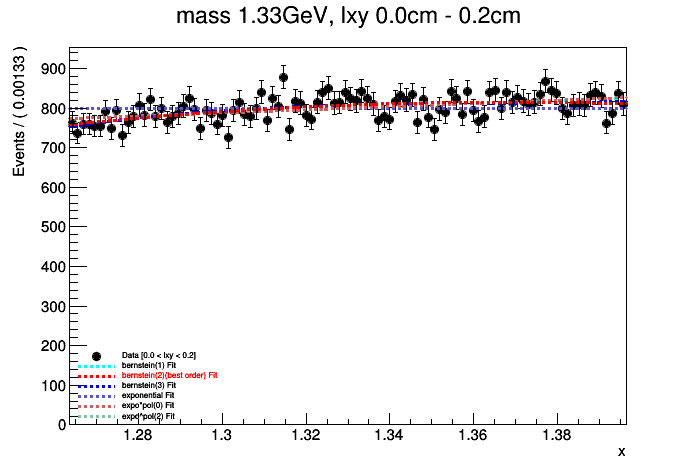 mass 1.33GeV, lxy 0.0cm - 0.2cm
Events / ( 0.00133 )
900
800
700
600
500
400
300
200
100
0
Data [0.0 < lxy < 0.2]
bernstein(1) Fit
bernstein(2)(best order) Fit
bernstein(3) Fit
exponential Fit
expo*pol(0) Fit
expo*pol(2) Fit
1.28 1.3 1.32 1.34 1.36 1.38
x